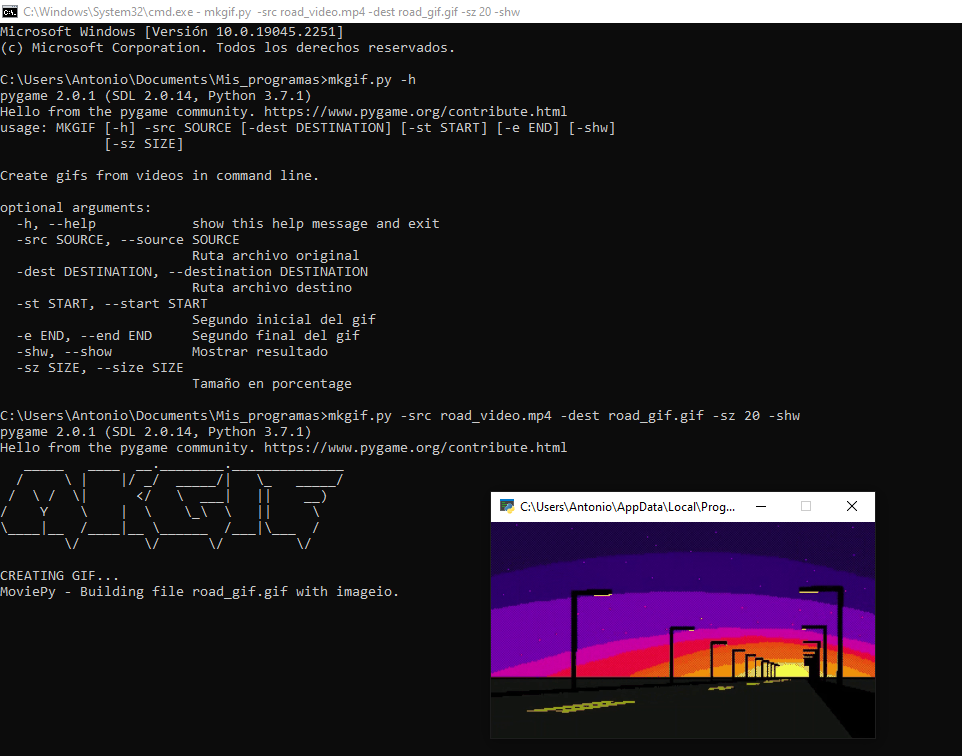 C:\Windows\System32\cmd.exe - mkgif.py  -src road_video.mp4 -dest road_gif.gif -sz 20 -shw
Microsoft Windows [Versión 10.0.19045.2251]
(c) Microsoft Corporation. Todos los derechos reservados.
C:\Users\Antonio\Documents\Mis_programas>mkgif.py -h
pygame 2.0.1 (SDL 2.0.14, Python 3.7.1)
Hello from the pygame community. https://www.pygame.org/contribute.html
usage: MKGIF [-h] -src SOURCE [-dest DESTINATION] [-st START] [-e END] [-shw]
[-sz SIZE]
Create gifs from videos in command line.
optional arguments:
-h, --help            show this help message and exit
-src SOURCE, --source SOURCE
Ruta archivo original
-dest DESTINATION, --destination DESTINATION
Ruta archivo destino
-st START, --start START
Segundo inicial del gif
-e END, --end END     Segundo final del gif
-shw, --show          Mostrar resultado
-sz SIZE, --size SIZE
Tamaño en porcentage
C:\Users\Antonio\Documents\Mis_programas>mkgif.py -src road_video.mp4 -dest road_gif.gif -sz 20 -shw
pygame 2.0.1 (SDL 2.0.14, Python 3.7.1)
Hello from the pygame community. https://www.pygame.org/contribute.html
MKGIF
C:\Users\Antonio\AppData\Local\Prog...
CREATING GIF...
MoviePy - Building file road_gif.gif with imageio.